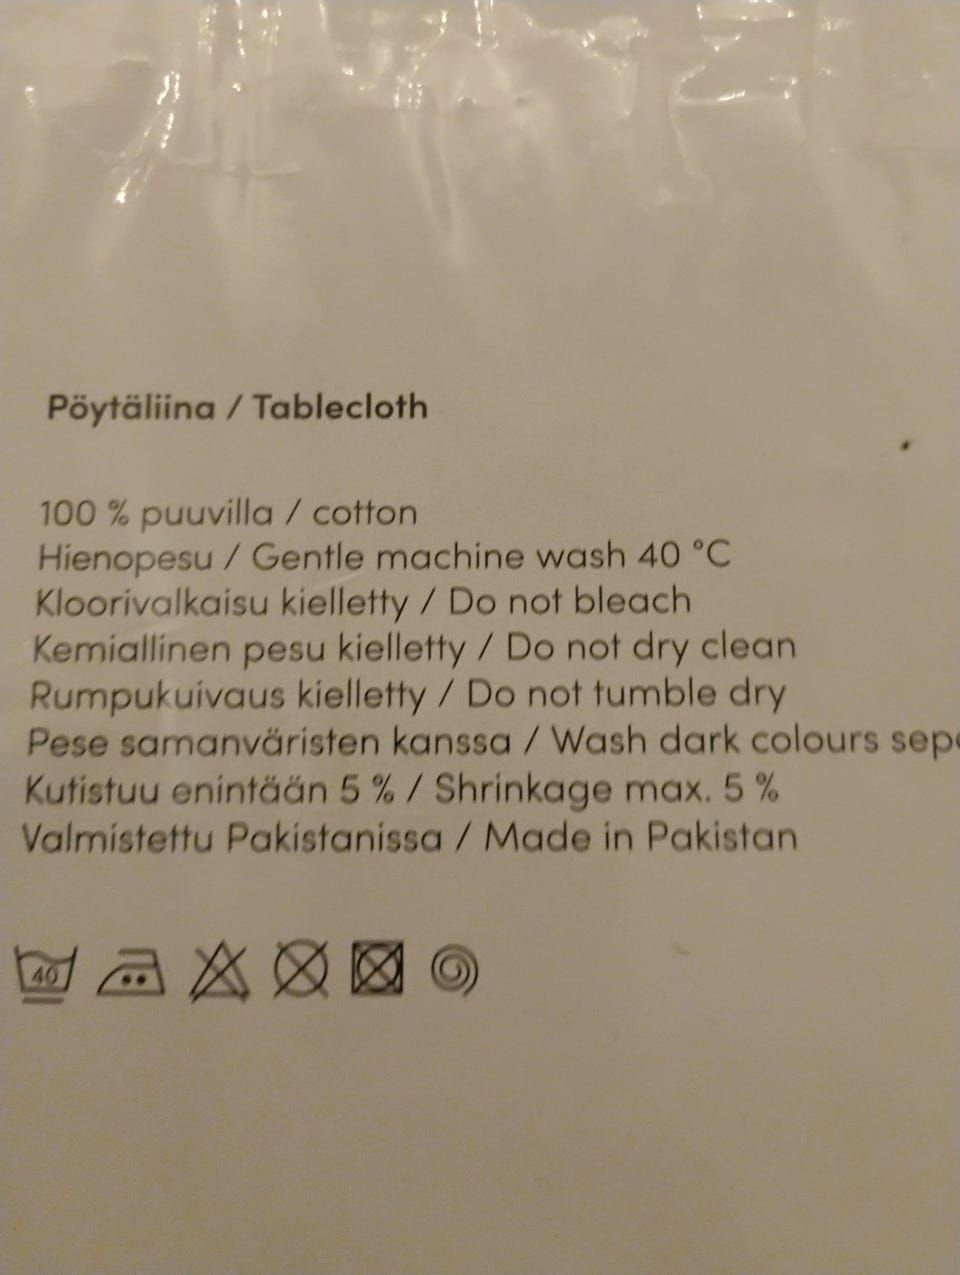 Pöytäliina / Tablecloth
100 % puuvilla / cotton
Hienopesu / Gentle machine wash 40 °C
Kloorivalkaisu kielletty / Do not bleach
Kemiallinen pesu kielletty / Do not dry clean
Rumpukuivaus kielletty / Do not tumble dry
Pese samanväristen kanssa / Wash dark colours
Kutistuu enintään 5 % / Shrinkage max. 5 %
Valmistettu Pakistanissa / Made in Pakistan
40